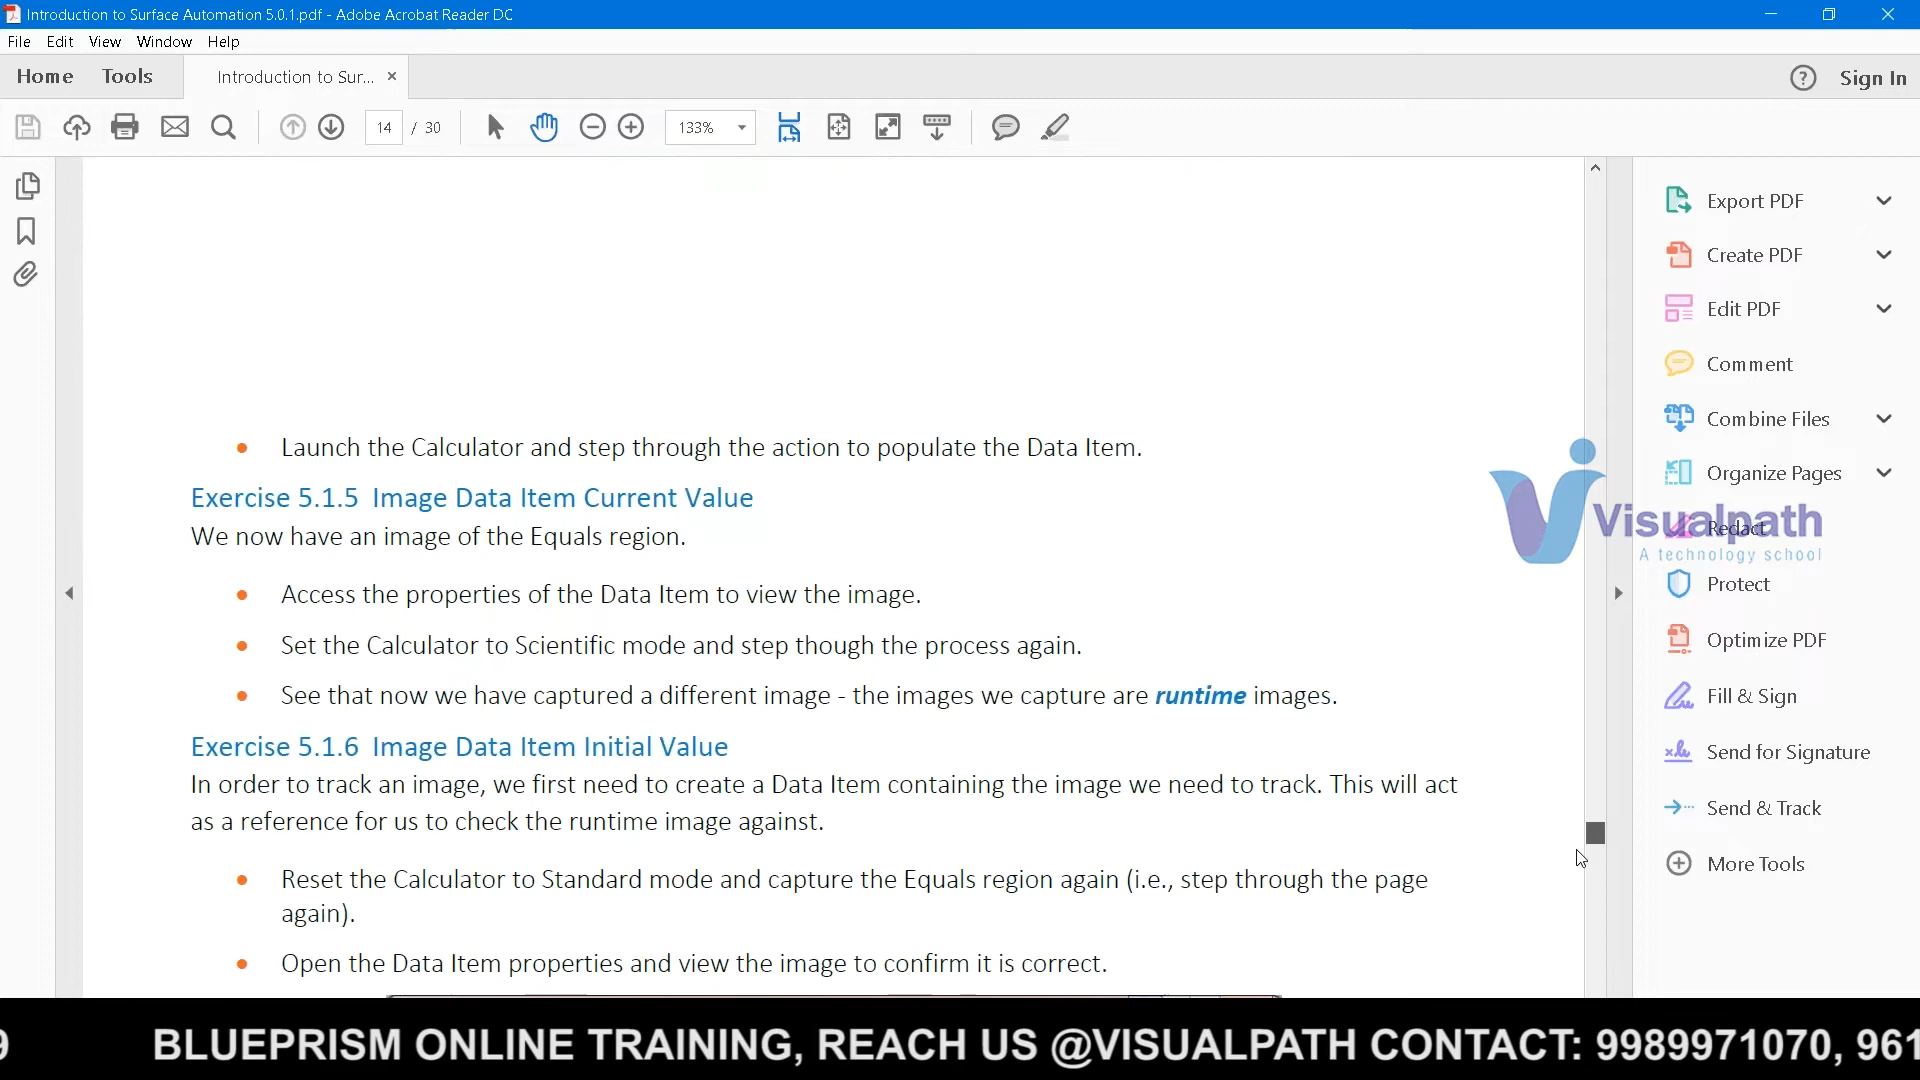 Introduction to Surface Automation 5.0.1.pdf - Adobe Acrobat Reader DC
File Edit View Window Help
Home Tools Introduction to Sur... × ? Sign In
14 / 30 133%
Export PDF
Create PDF
Edit PDF
Comment
Combine Files
Organize Pages
Redact
Protect
Optimize PDF
Fill & Sign
Send for Signature
Send & Track
More Tools
Visualpath
A technology school
• Launch the Calculator and step through the action to populate the Data Item.
Exercise 5.1.5 Image Data Item Current Value
We now have an image of the Equals region.
• Access the properties of the Data Item to view the image.
• Set the Calculator to Scientific mode and step though the process again.
• See that now we have captured a different image - the images we capture are runtime images.
Exercise 5.1.6 Image Data Item Initial Value
In order to track an image, we first need to create a Data Item containing the image we need to track. This will act
as a reference for us to check the runtime image against.
• Reset the Calculator to Standard mode and capture the Equals region again (i.e., step through the page
again).
• Open the Data Item properties and view the image to confirm it is correct.
9 BLUEPRISM ONLINE TRAINING, REACH US @VISUALPATH CONTACT: 9989971070, 961